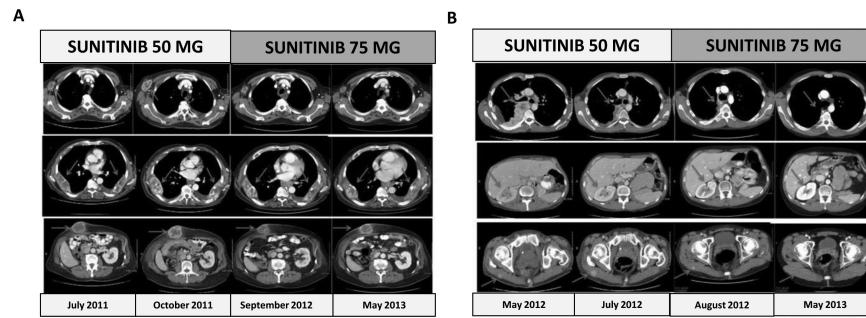 A
SUNITINIB 50 MG
SUNITINIB 75 MG
July 2011
October 2011
September 2012
May 2013
B
SUNITINIB 50 MG
SUNITINIB 75 MG
May 2012
July 2012
August 2012
May 2013